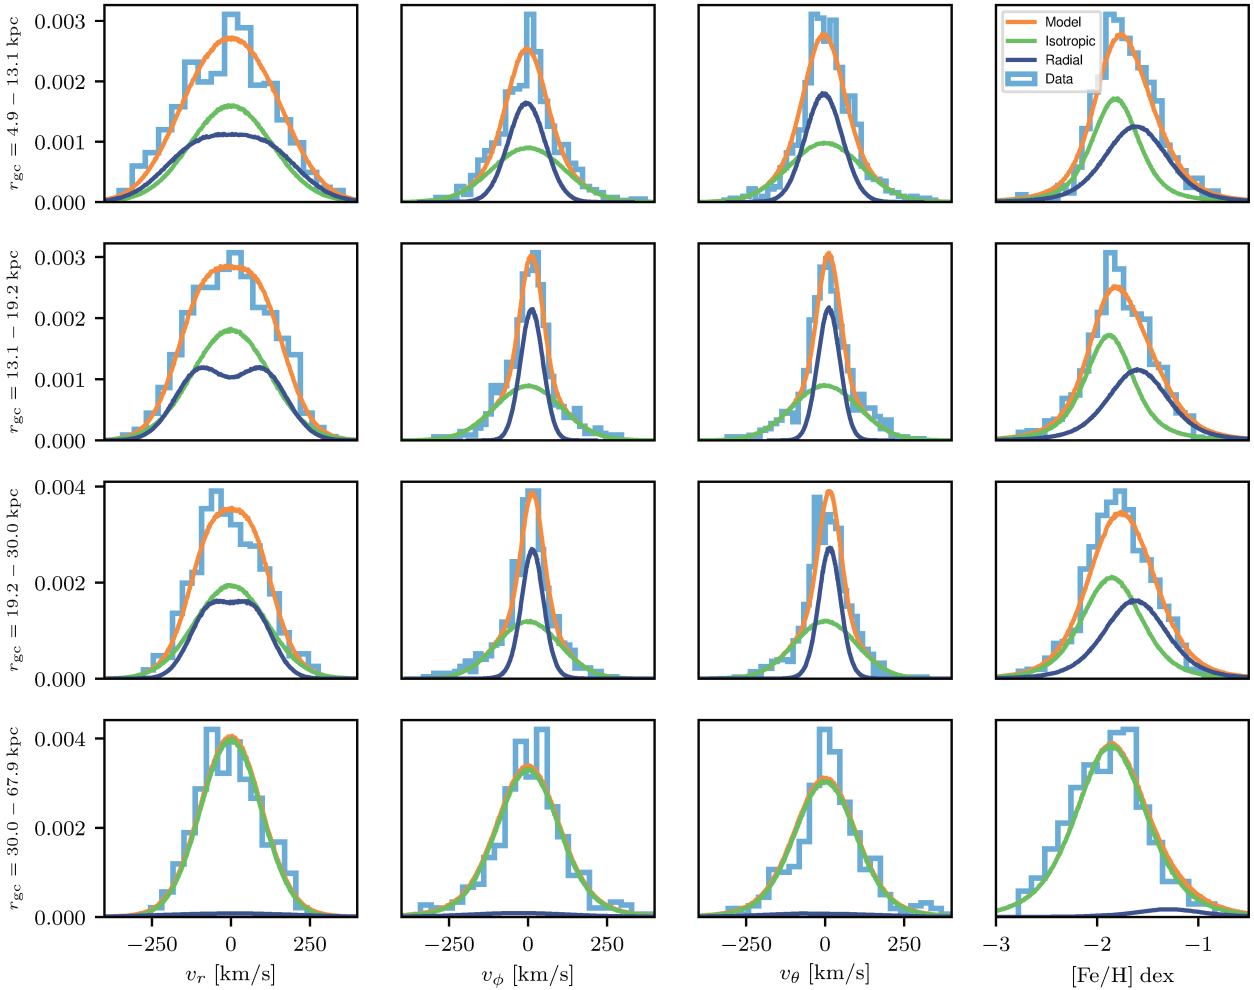 r_gc = 4.9 − 13.1 kpc
0.003
0.002
0.001
0.000
Model
Isotropic
Radial
Data
r_gc = 13.1 − 19.2 kpc
0.003
0.002
0.001
0.000
r_gc = 19.2 − 30.0 kpc
0.004
0.002
0.000
r_gc = 30.0 − 67.9 kpc
0.004
0.002
0.000
−250 0 250
−250 0 250
−250 0 250
−3 −2 −1
v_r [km/s]
v_ϕ [km/s]
v_θ [km/s]
[Fe/H] dex